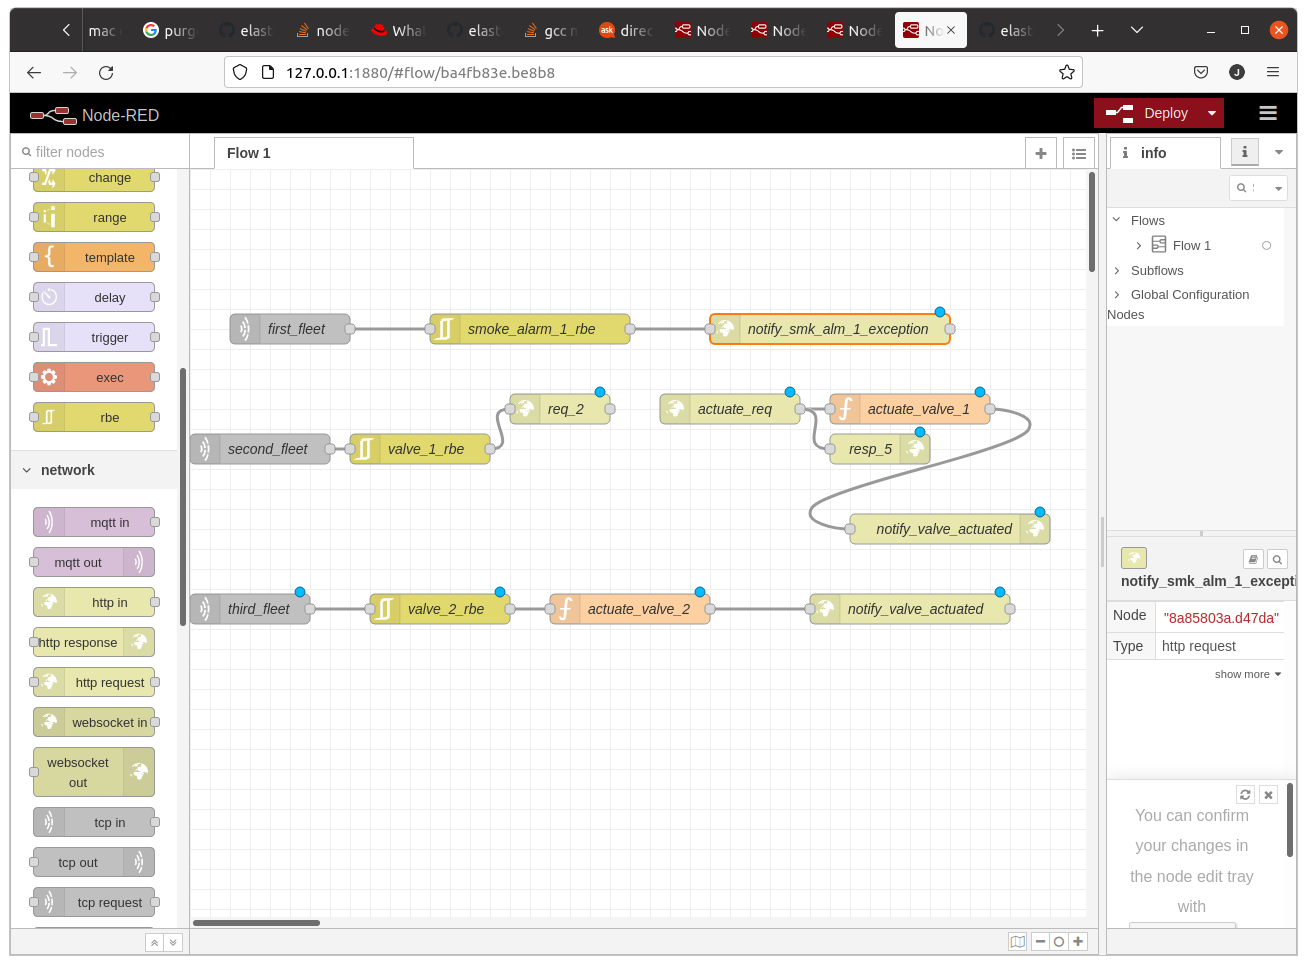 mac
purg
elast
node
Wha
elast
gcc n
direc
Node
Node
Node
No
elast
127.0.0.1:1880/#flow/ba4fb83e.be8b8
J
Node-RED
Deploy
filter nodes
Flow 1
info
change
range
template
delay
trigger
exec
rbe
network
mqtt in
mqtt out
http in
http response
http request
websocket in
websocket
out
tcp in
tcp out
tcp request
first_fleet
smoke_alarm_1_rbe
notify_smk_alm_1_exception
req_2
actuate_req
actuate_valve_1
second_fleet
valve_1_rbe
resp_5
notify_valve_actuated
third_fleet
valve_2_rbe
actuate_valve_2
notify_valve_actuated
Flows
Flow 1
Subflows
Global Configuration
Nodes
notify_smk_alm_1_excepti
Node
"8a85803a.d47da"
Type
http request
show more
You can confirm
your changes in
the node edit tray
with